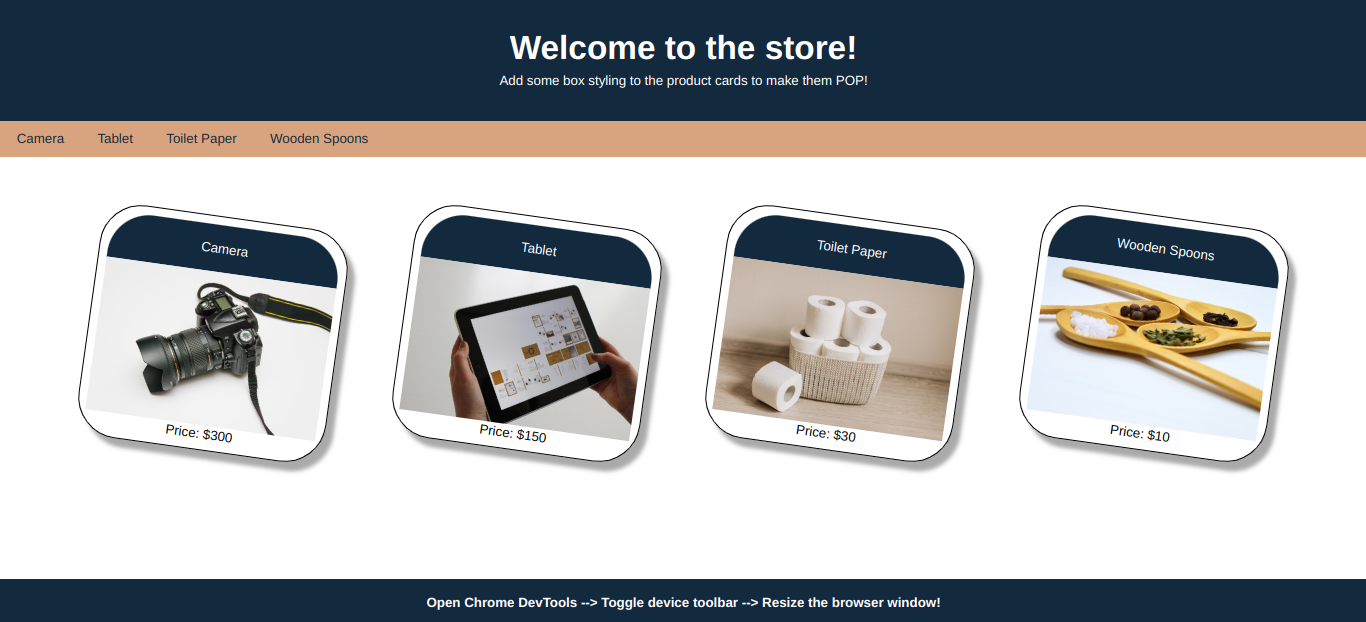 Welcome to the store!
Add some box styling to the product cards to make them POP!
Camera Tablet Toilet Paper Wooden Spoons
Camera
Price: $300
Tablet
Price: $150
Toilet Paper
Price: $30
Wooden Spoons
Price: $10
Open Chrome DevTools --> Toggle device toolbar --> Resize the browser window!